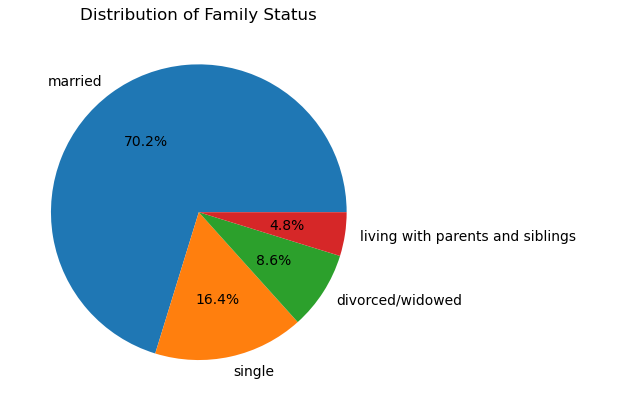 Distribution of Family Status
married
70.2%
4.8%
living with parents and siblings
8.6%
divorced/widowed
16.4%
single